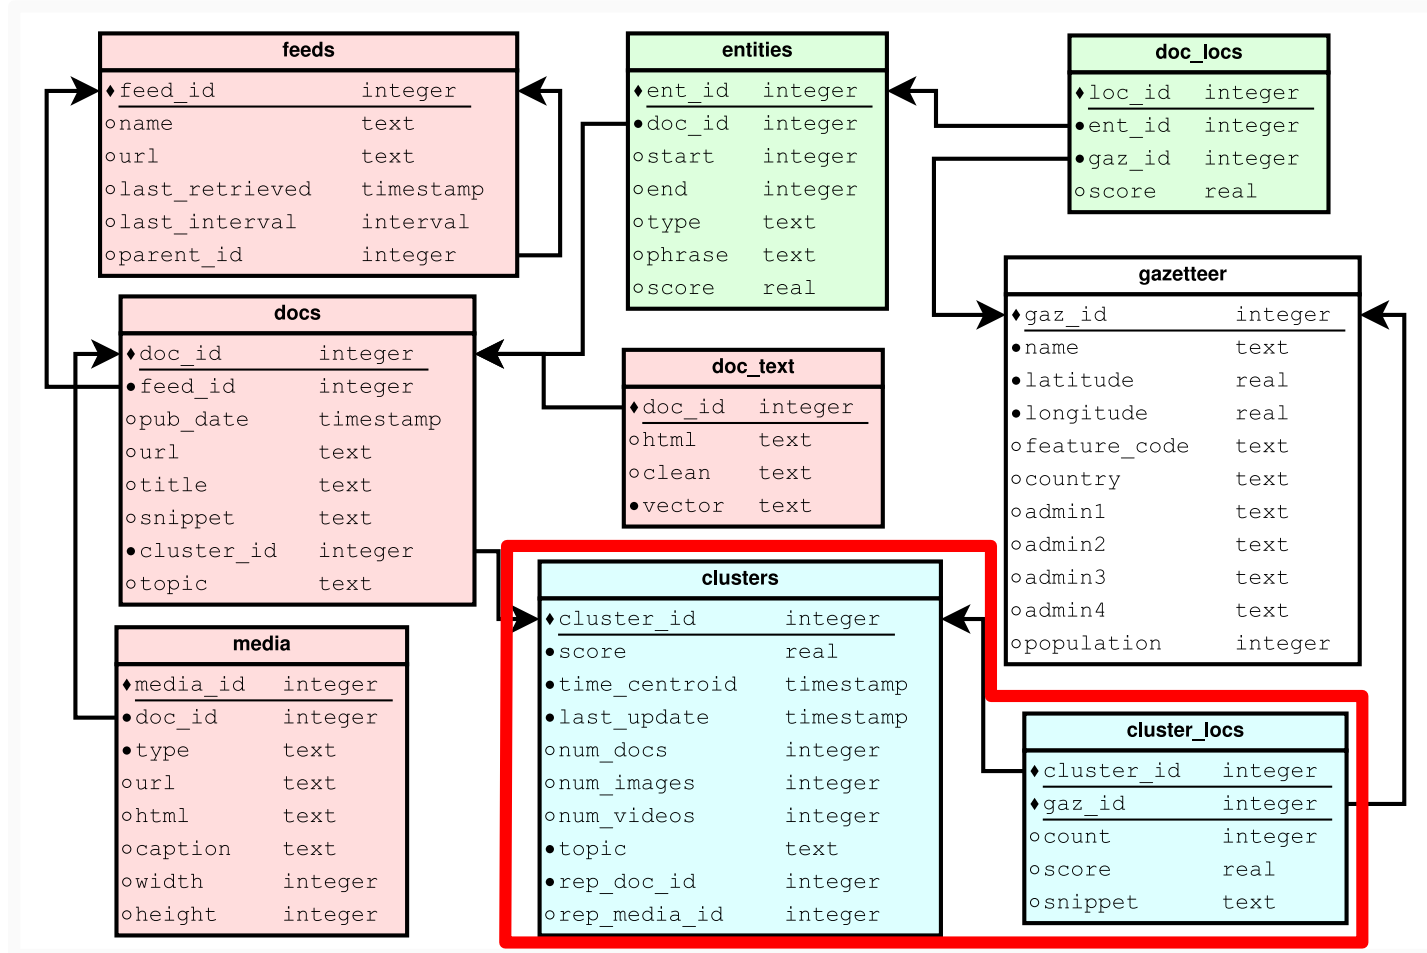 feeds
feed_id integer
name text
url text
last_retrieved timestamp
last_interval interval
parent_id integer
entities
ent_id integer
doc_id integer
start integer
end integer
type text
phrase text
score real
doc_locs
loc_id integer
ent_id integer
gaz_id integer
score real
docs
doc_id integer
feed_id integer
pub_date timestamp
url text
title text
snippet text
cluster_id integer
topic text
doc_text
doc_id integer
html text
clean text
vector text
gazetteer
gaz_id integer
name text
latitude real
longitude real
feature_code text
country text
admin1 text
admin2 text
admin3 text
admin4 text
population integer
media
media_id integer
doc_id integer
type text
url text
html text
caption text
width integer
height integer
clusters
cluster_id integer
score real
time_centroid timestamp
last_update timestamp
num_docs integer
num_images integer
num_videos integer
topic text
rep_doc_id integer
rep_media_id integer
cluster_locs
cluster_id integer
gaz_id integer
count integer
score real
snippet text